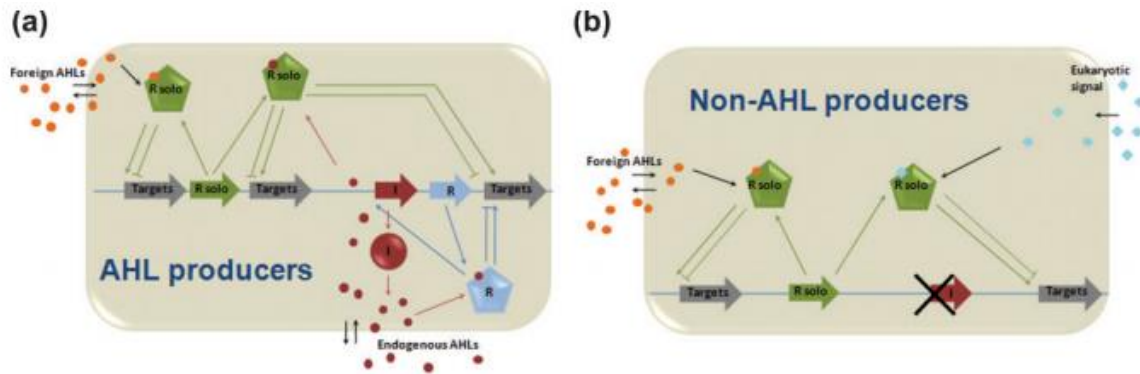 (a)
Foreign AHLs
R solo
R solo
Targets
R solo
Targets
I
R
Targets
I
AHL producers
R
Endogenous AHLs
(b)
Eukaryotic
signal
Non-AHL producers
Foreign AHLs
R solo
R solo
Targets
R solo
I
Targets